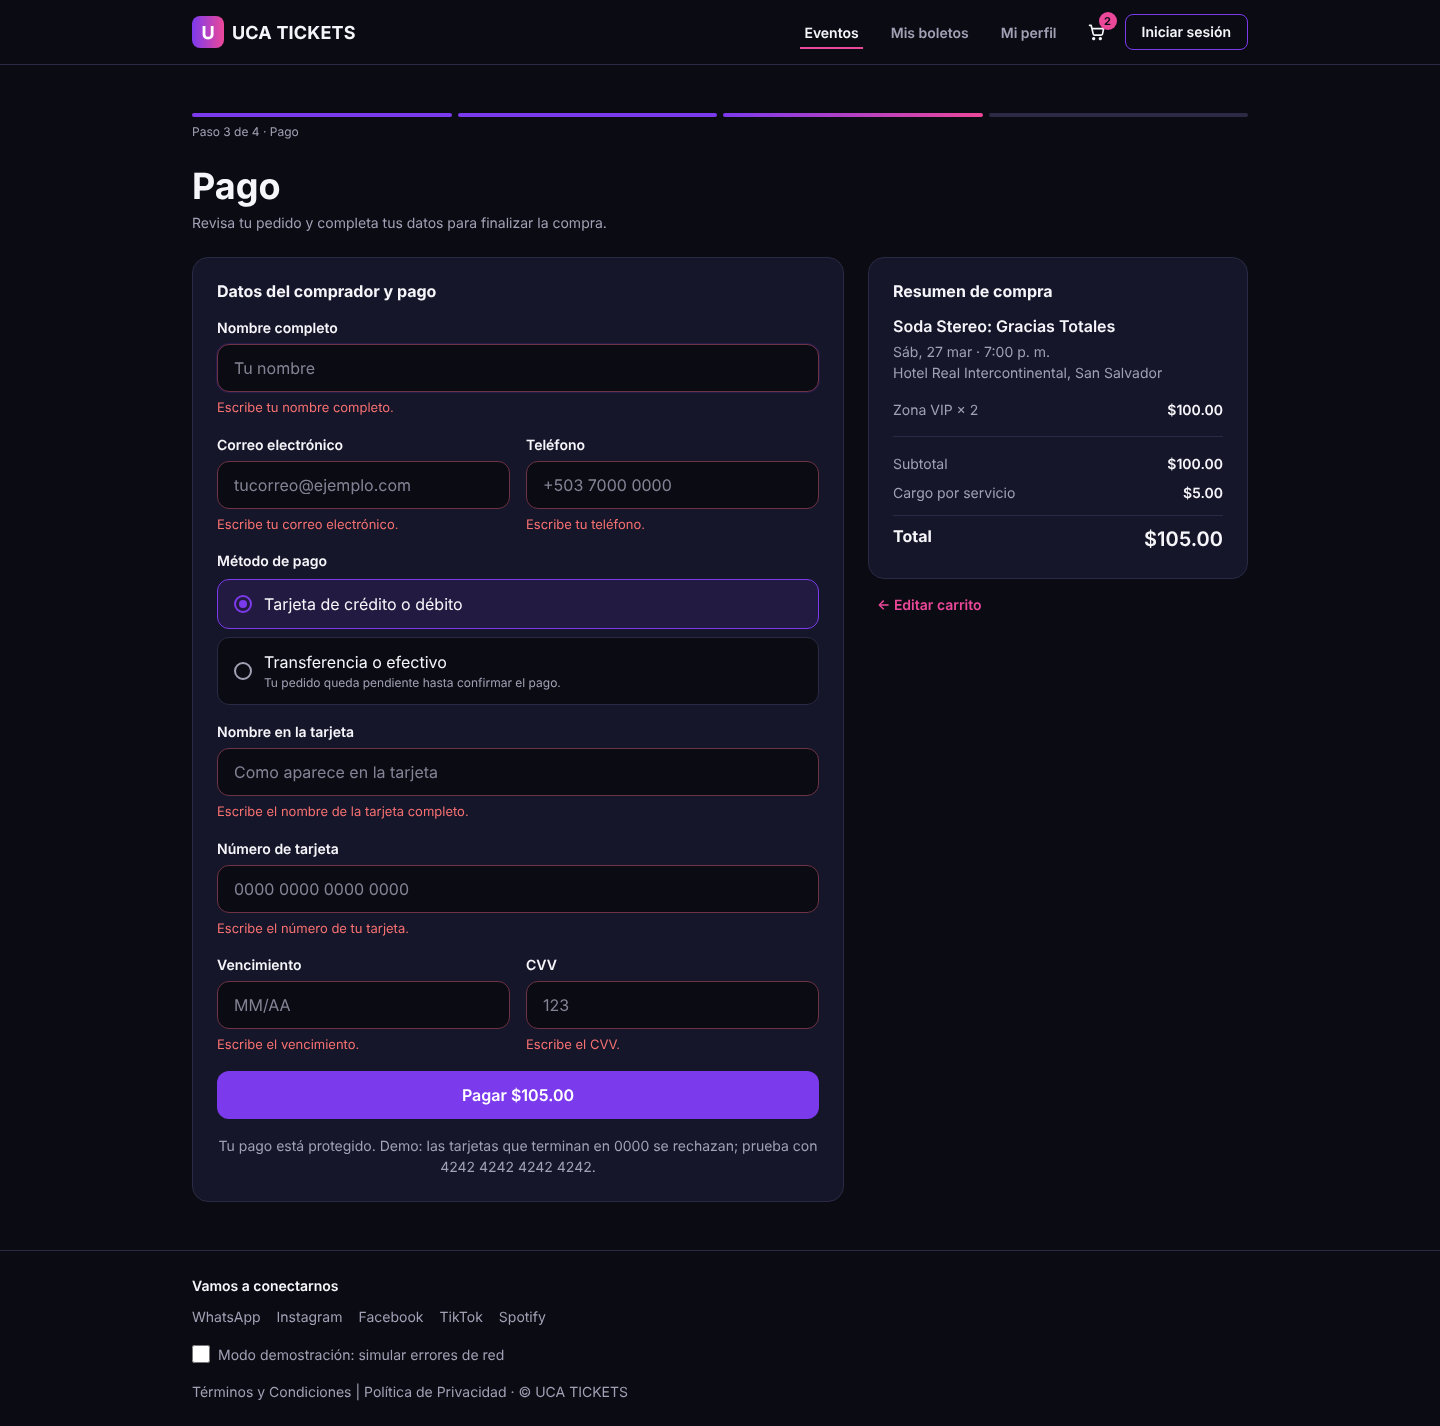 U UCA TICKETS
Eventos
Mis boletos
Mi perfil
2
Iniciar sesión
Paso 3 de 4 · Pago
Pago
Revisa tu pedido y completa tus datos para finalizar la compra.
Datos del comprador y pago
Nombre completo
Tu nombre
Escribe tu nombre completo.
Correo electrónico
tucorreo@ejemplo.com
Escribe tu correo electrónico.
Teléfono
+503 7000 0000
Escribe tu teléfono.
Método de pago
Tarjeta de crédito o débito
Transferencia o efectivo
Tu pedido queda pendiente hasta confirmar el pago.
Nombre en la tarjeta
Como aparece en la tarjeta
Escribe el nombre de la tarjeta completo.
Número de tarjeta
0000 0000 0000 0000
Escribe el número de tu tarjeta.
Vencimiento
MM/AA
Escribe el vencimiento.
CVV
123
Escribe el CVV.
Pagar $105.00
Tu pago está protegido. Demo: las tarjetas que terminan en 0000 se rechazan; prueba con
4242 4242 4242 4242.
Resumen de compra
Soda Stereo: Gracias Totales
Sáb, 27 mar · 7:00 p. m.
Hotel Real Intercontinental, San Salvador
Zona VIP × 2 $100.00
Subtotal $100.00
Cargo por servicio $5.00
Total $105.00
← Editar carrito
Vamos a conectarnos
WhatsApp Instagram Facebook TikTok Spotify
Modo demostración: simular errores de red
Términos y Condiciones | Política de Privacidad · © UCA TICKETS